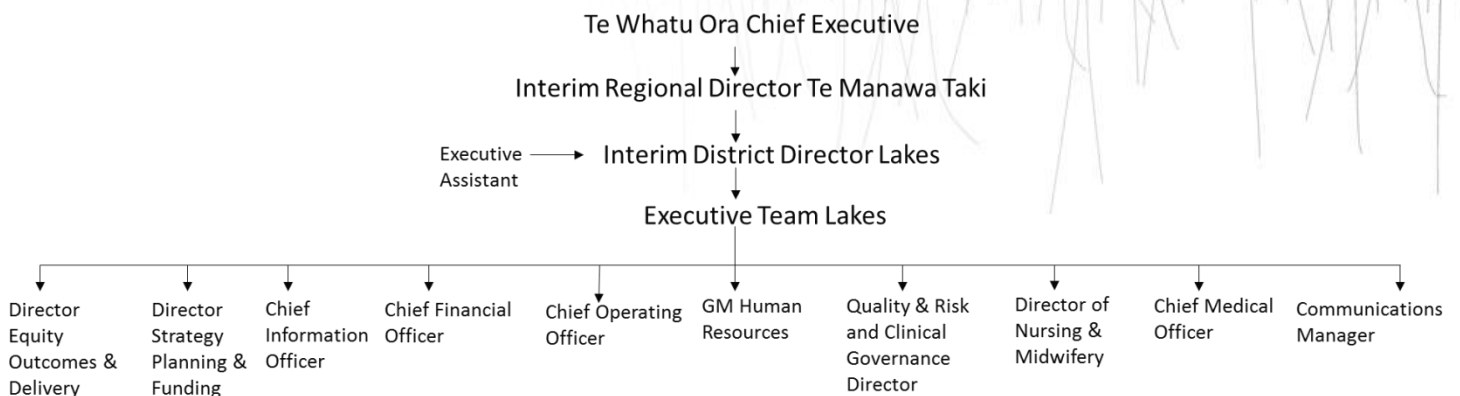 Te Whatu Ora Chief Executive
Interim Regional Director Te Manawa Taki
Executive
Assistant
Interim District Director Lakes
Executive Team Lakes
Director
Equity
Outcomes &
Delivery
Director
Strategy
Planning &
Funding
Chief
Information
Officer
Chief Financial
Officer
Chief Operating
Officer
GM Human
Resources
Quality & Risk
and Clinical
Governance
Director
Director of
Nursing &
Midwifery
Chief Medical
Officer
Communications
Manager